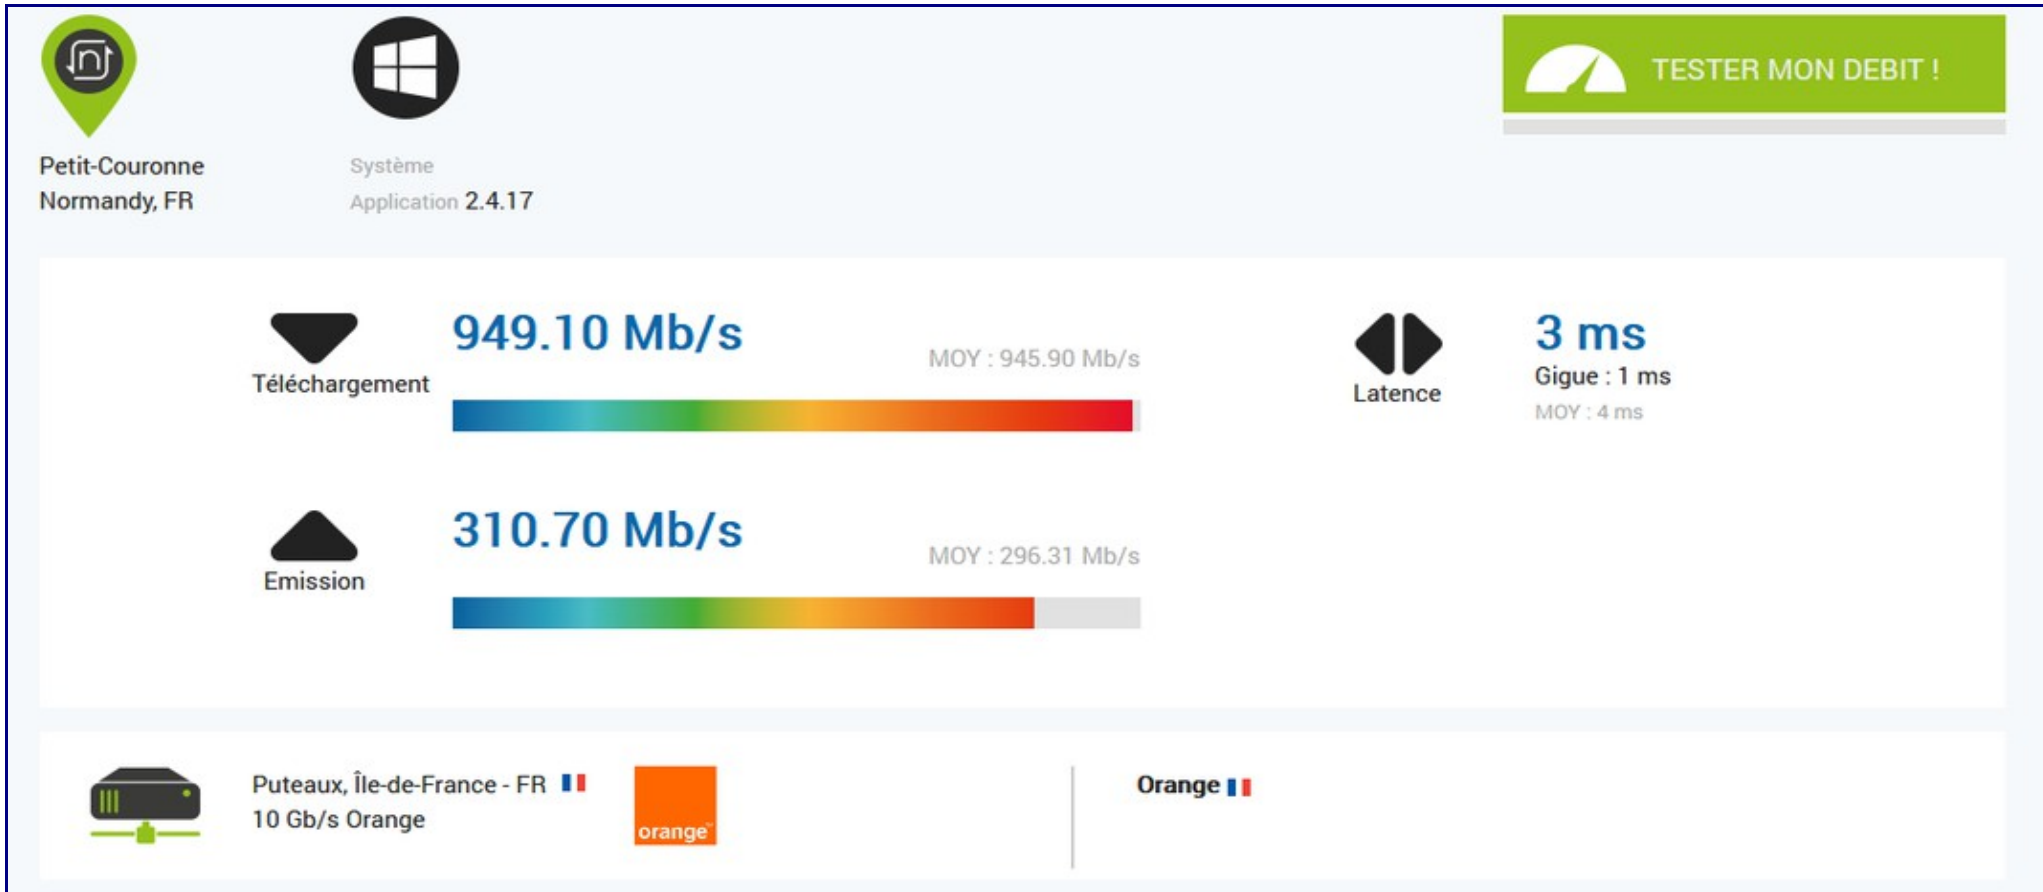 TESTER MON DEBIT !
Petit-Couronne
Normandy, FR
Système
Application 2.4.17
Téléchargement
949.10 Mb/s
MOY : 945.90 Mb/s
Latence
3 ms
Gigue : 1 ms
MOY : 4 ms
Emission
310.70 Mb/s
MOY : 296.31 Mb/s
Puteaux, Île-de-France - FR
10 Gb/s Orange
orange
Orange